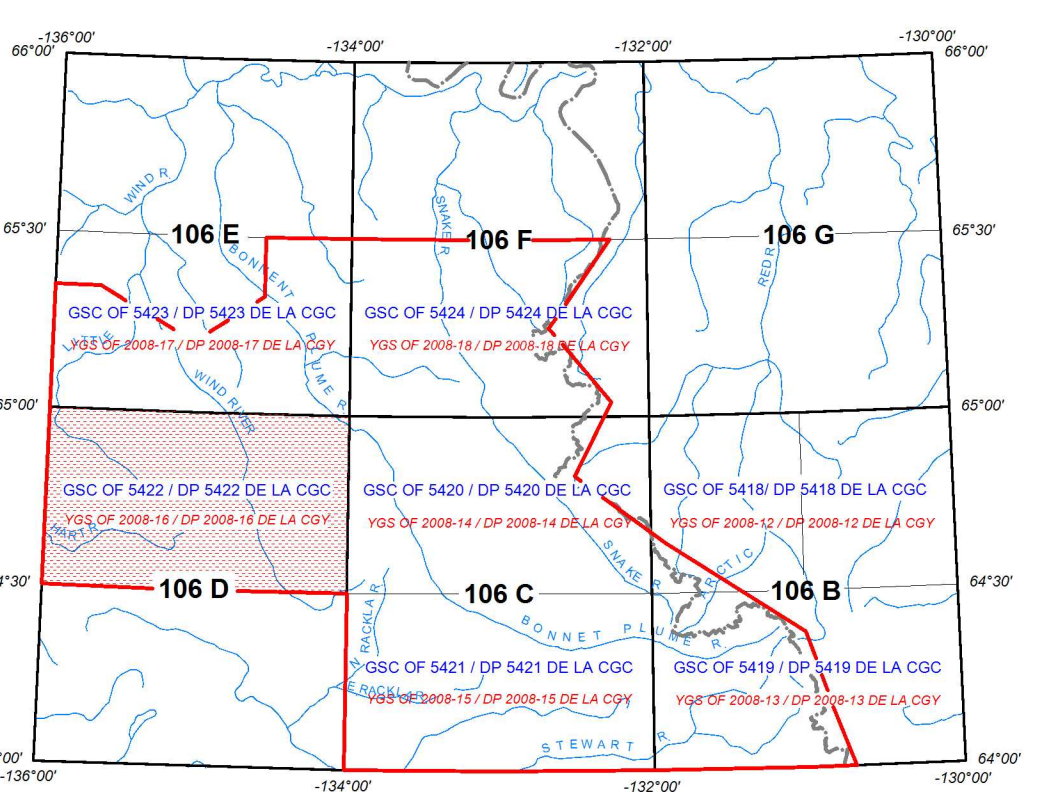 -136°00'
-134°00'
-132°00'
-130°00'
66°00'
66°00'
WIND R.
SNAKE R
65°30'
106 E
106 F
106 G
65°30'
BONNENT PLUME R
RED R
GSC OF 5423 / DP 5423 DE LA CGC
GSC OF 5424 / DP 5424 DE LA CGC
LITTLE
YGS OF 2008-17 / DP 2008-17 DE LA CGY
YGS OF 2008-18 / DP 2008-18 DE LA CGY
WIND RIVER
5°00'
65°00'
GSC OF 5422 / DP 5422 DE LA CGC
GSC OF 5420 / DP 5420 DE LA CGC
GSC OF 5418/ DP 5418 DE LA CGC
YGS OF 2008-16 / DP 2008-16 DE LA CGY
YGS OF 2008-14 / DP 2008-14 DE LA CGY
YGS OF 2008-12 / DP 2008-12 DE LA CGY
HART R.
SNAKE R
ARCTIC
4°30'
106 D
106 C
106 B
64°30'
N RACKLA R.
BONNET PLUME R.
GSC OF 5421 / DP 5421 DE LA CGC
GSC OF 5419 / DP 5419 DE LA CGC
E RACKLA R
YGS OF 2008-15 / DP 2008-15 DE LA CGY
YGS OF 2008-13 / DP 2008-13 DE LA CGY
STEWART R.
°00'
64°00'
-136°00'
-134°00'
-132°00'
-130°00'